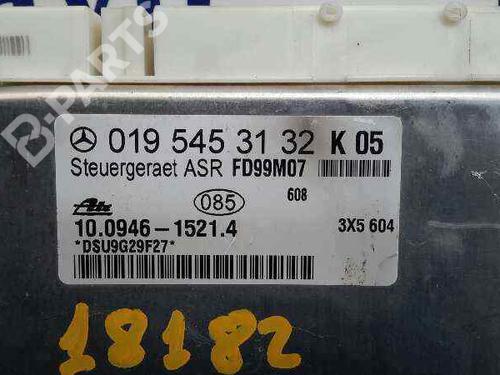 019 545 31 32 K 05
Steuergeraet ASR FD99M07
085
608
Ate
10.0946-1521.4
3X5 604
*DSU9G29F27*
18182